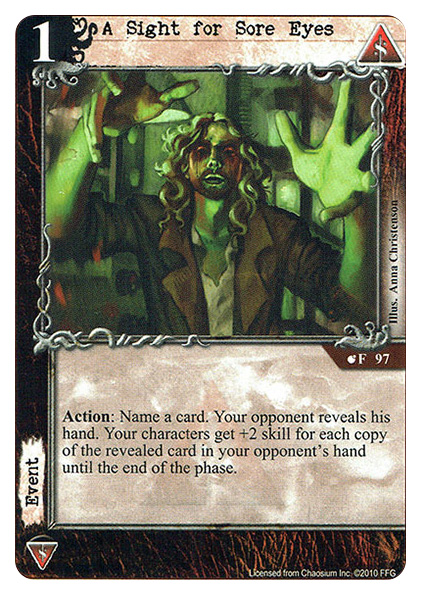 1
A Sight for Sore Eyes
$
Illus. Anna Christenson
F 97
Action: Name a card. Your opponent reveals his
hand. Your characters get +2 skill for each copy
of the revealed card in your opponent's hand
until the end of the phase.
Event
$
Licensed from Chaosium Inc. ©2010 FFG